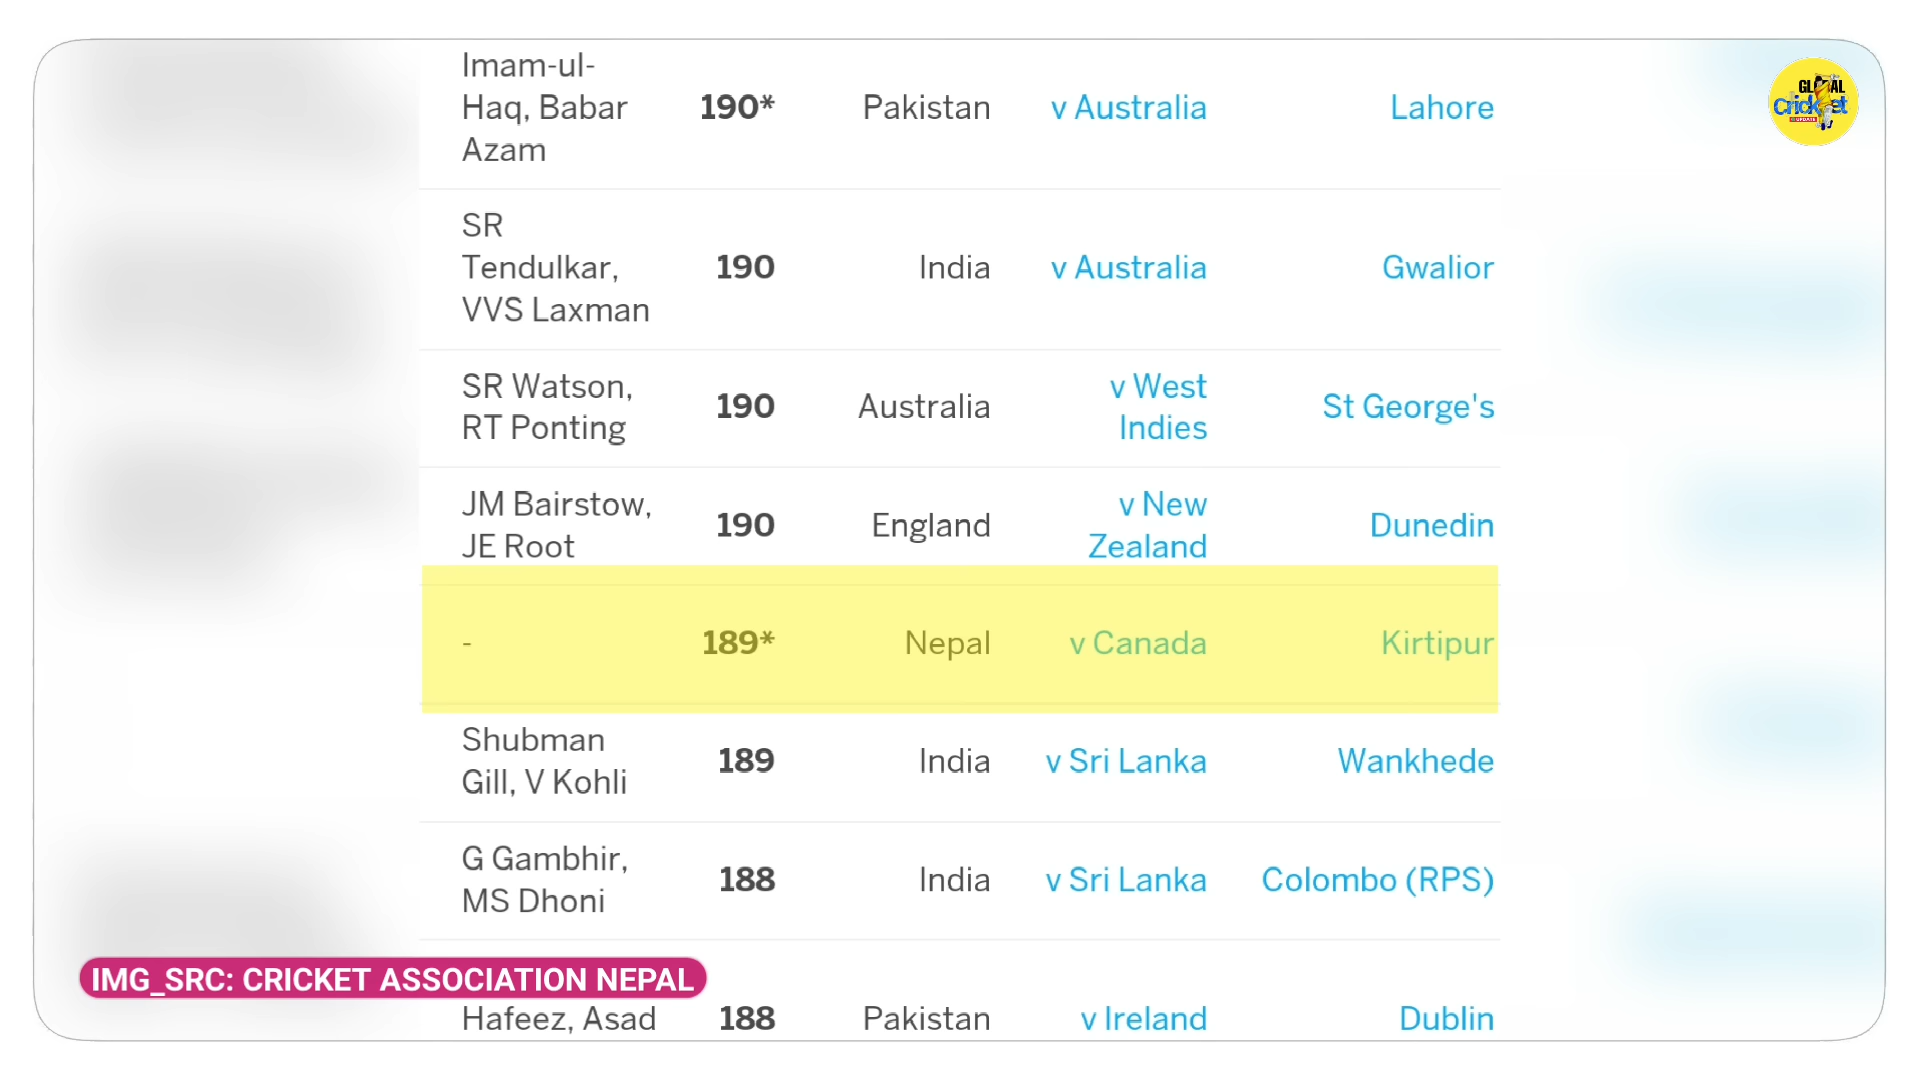 Imam-ul-
Haq, Babar
Azam
190*
Pakistan
v Australia
Lahore
GLOBAL
Cricket
UPDATE
SR
Tendulkar,
VVS Laxman
190
India
v Australia
Gwalior
SR Watson,
RT Ponting
190
Australia
v West
Indies
St George's
JM Bairstow,
JE Root
190
England
v New
Zealand
Dunedin
-
189*
Nepal
v Canada
Kirtipur
Shubman
Gill, V Kohli
189
India
v Sri Lanka
Wankhede
G Gambhir,
MS Dhoni
188
India
v Sri Lanka
Colombo (RPS)
IMG_SRC: CRICKET ASSOCIATION NEPAL
Hafeez, Asad
188
Pakistan
v Ireland
Dublin